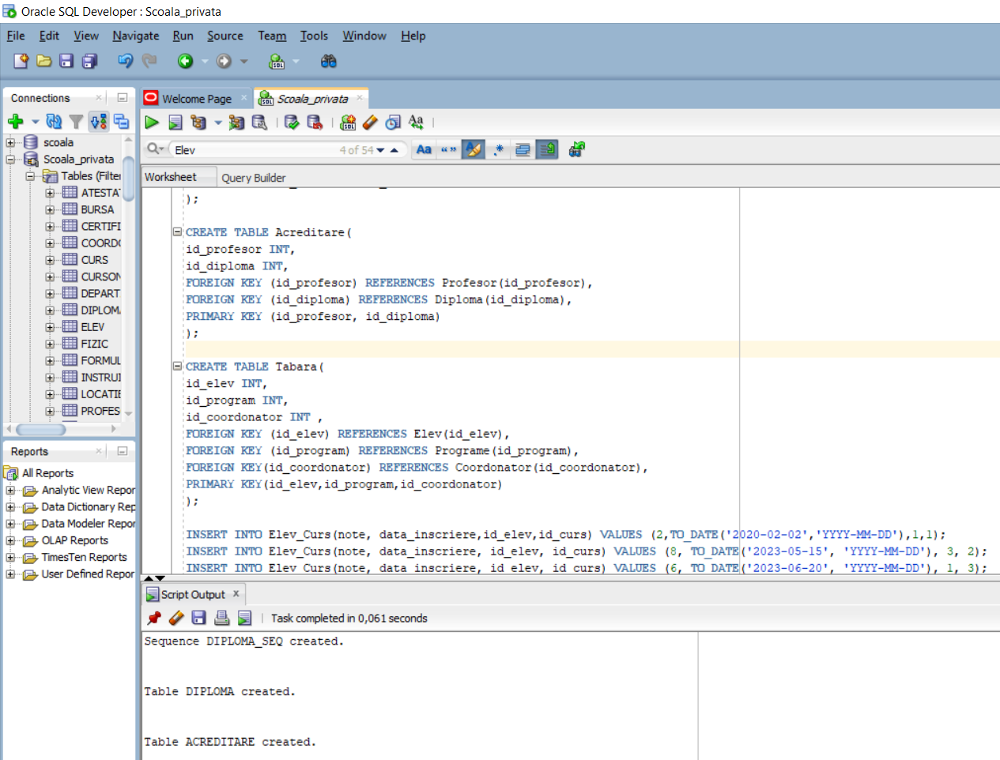 Oracle SQL Developer : Scoala_privata
File Edit View Navigate Run Source Team Tools Window Help
Connections
Welcome Page
Scoala_privata
scoala
Scoala_privata
Tables (Filter
ATESTAT
BURSA
CERTIFI
COORDO
CURS
CURSON
DEPART
DIPLOMA
ELEV
FIZIC
FORMUL
INSTRUI
LOCATIE
PROFES
Elev
4 of 54
Aa
Worksheet
Query Builder
);
CREATE TABLE Acreditare(
id_profesor INT,
id_diploma INT,
FOREIGN KEY (id_profesor) REFERENCES Profesor(id_profesor),
FOREIGN KEY (id_diploma) REFERENCES Diploma(id_diploma),
PRIMARY KEY (id_profesor, id_diploma)
);
CREATE TABLE Tabara(
id_elev INT,
id_program INT,
id_coordonator INT ,
FOREIGN KEY (id_elev) REFERENCES Elev(id_elev),
FOREIGN KEY (id_program) REFERENCES Programe(id_program),
FOREIGN KEY(id_coordonator) REFERENCES Coordonator(id_coordonator),
PRIMARY KEY(id_elev,id_program,id_coordonator)
);
INSERT INTO Elev_Curs(note, data_inscriere,id_elev,id_curs) VALUES (2,TO_DATE('2020-02-02','YYYY-MM-DD'),1,1);
INSERT INTO Elev_Curs(note, data_inscriere, id_elev, id_curs) VALUES (8, TO_DATE('2023-05-15', 'YYYY-MM-DD'), 3, 2);
INSERT INTO Elev_Curs(note, data_inscriere, id_elev, id_curs) VALUES (6, TO_DATE('2023-06-20', 'YYYY-MM-DD'), 1, 3);
Reports
All Reports
Analytic View Repor
Data Dictionary Rep
Data Modeler Repor
OLAP Reports
TimesTen Reports
User Defined Repor
Script Output
Task completed in 0,061 seconds
Sequence DIPLOMA_SEQ created.
Table DIPLOMA created.
Table ACREDITARE created.